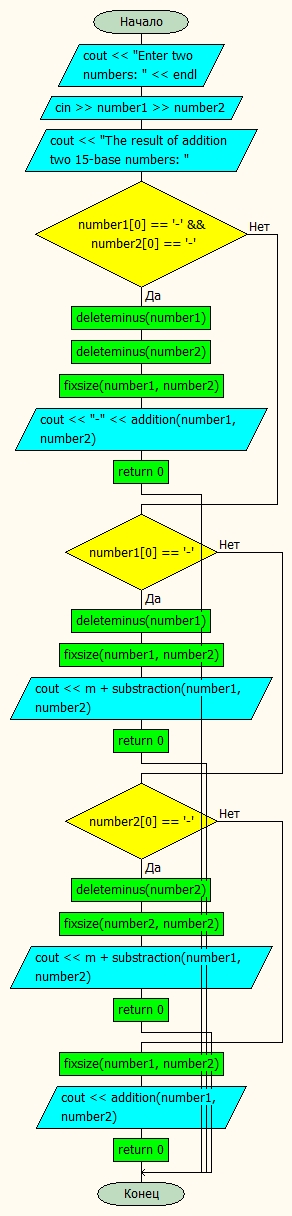 Начало
cout << "Enter two
numbers: " << endl
cin >> number1 >> number2
cout << "The result of addition
two 15-base numbers: "
number1[0] == '-' &&
number2[0] == '-'
Нет
Да
deleteminus(number1)
deleteminus(number2)
fixsize(number1, number2)
cout << "-" << addition(number1,
number2)
return 0
number1[0] == '-'
Нет
Да
deleteminus(number1)
fixsize(number1, number2)
cout << m + substraction(number1,
number2)
return 0
number2[0] == '-'
Нет
Да
deleteminus(number2)
fixsize(number2, number2)
cout << m + substraction(number1,
number2)
return 0
fixsize(number1, number2)
cout << addition(number1,
number2)
return 0
Конец